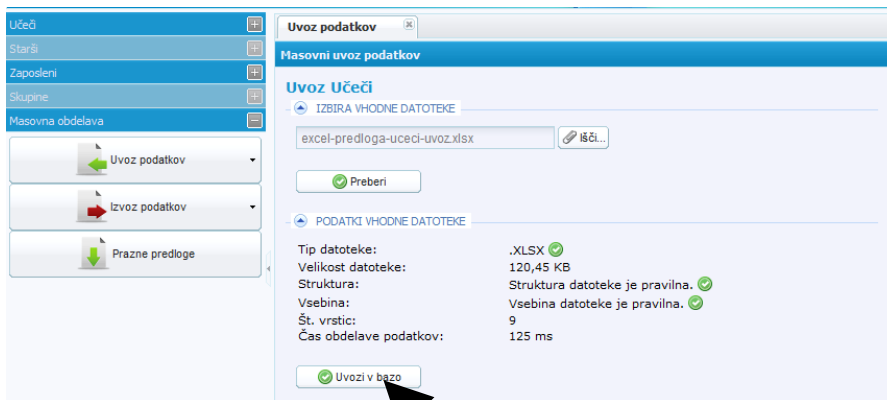 Učeči
Starši
Zaposleni
Skupine
Masovna obdelava
Uvoz podatkov
Izvoz podatkov
Prazne predloge
Uvoz podatkov
Masovni uvoz podatkov
Uvoz Učeči
IZBIRA VHODNE DATOTEKE
excel-predloga-uceci-uvoz.xlsx Išči...
Preberi
PODATKI VHODNE DATOTEKE
Tip datoteke: .XLSX
Velikost datoteke: 120,45 KB
Struktura: Struktura datoteke je pravilna.
Vsebina: Vsebina datoteke je pravilna.
Št. vrstic: 9
Čas obdelave podatkov: 125 ms
Uvozi v bazo